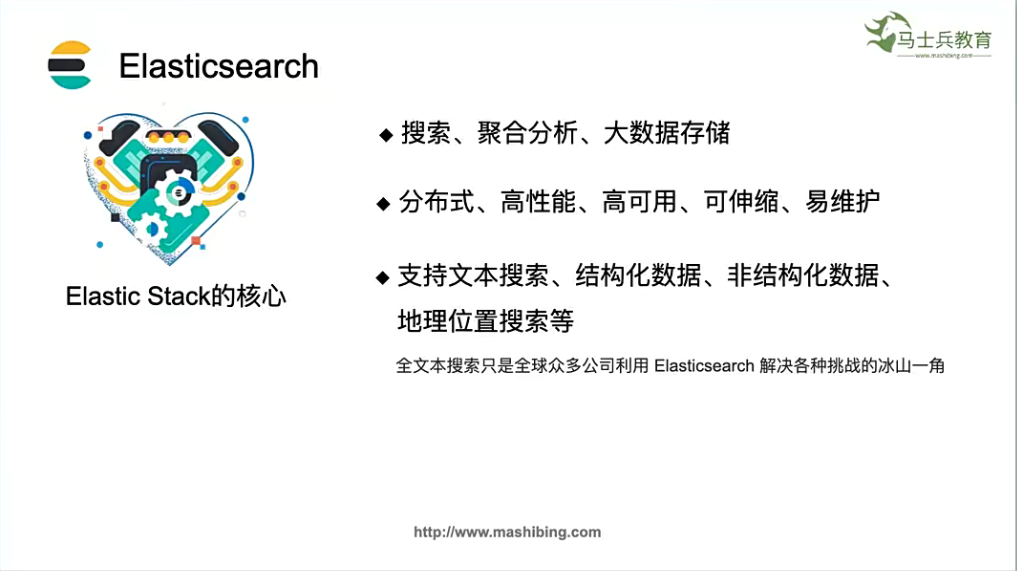 马士兵教育
www.mashibing.com
Elasticsearch
搜索、聚合分析、大数据存储
分布式、高性能、高可用、可伸缩、易维护
支持文本搜索、结构化数据、非结构化数据、
地理位置搜索等
全文本搜索只是全球众多公司利用 Elasticsearch 解决各种挑战的冰山一角
Elastic Stack的核心
http://www.mashibing.com